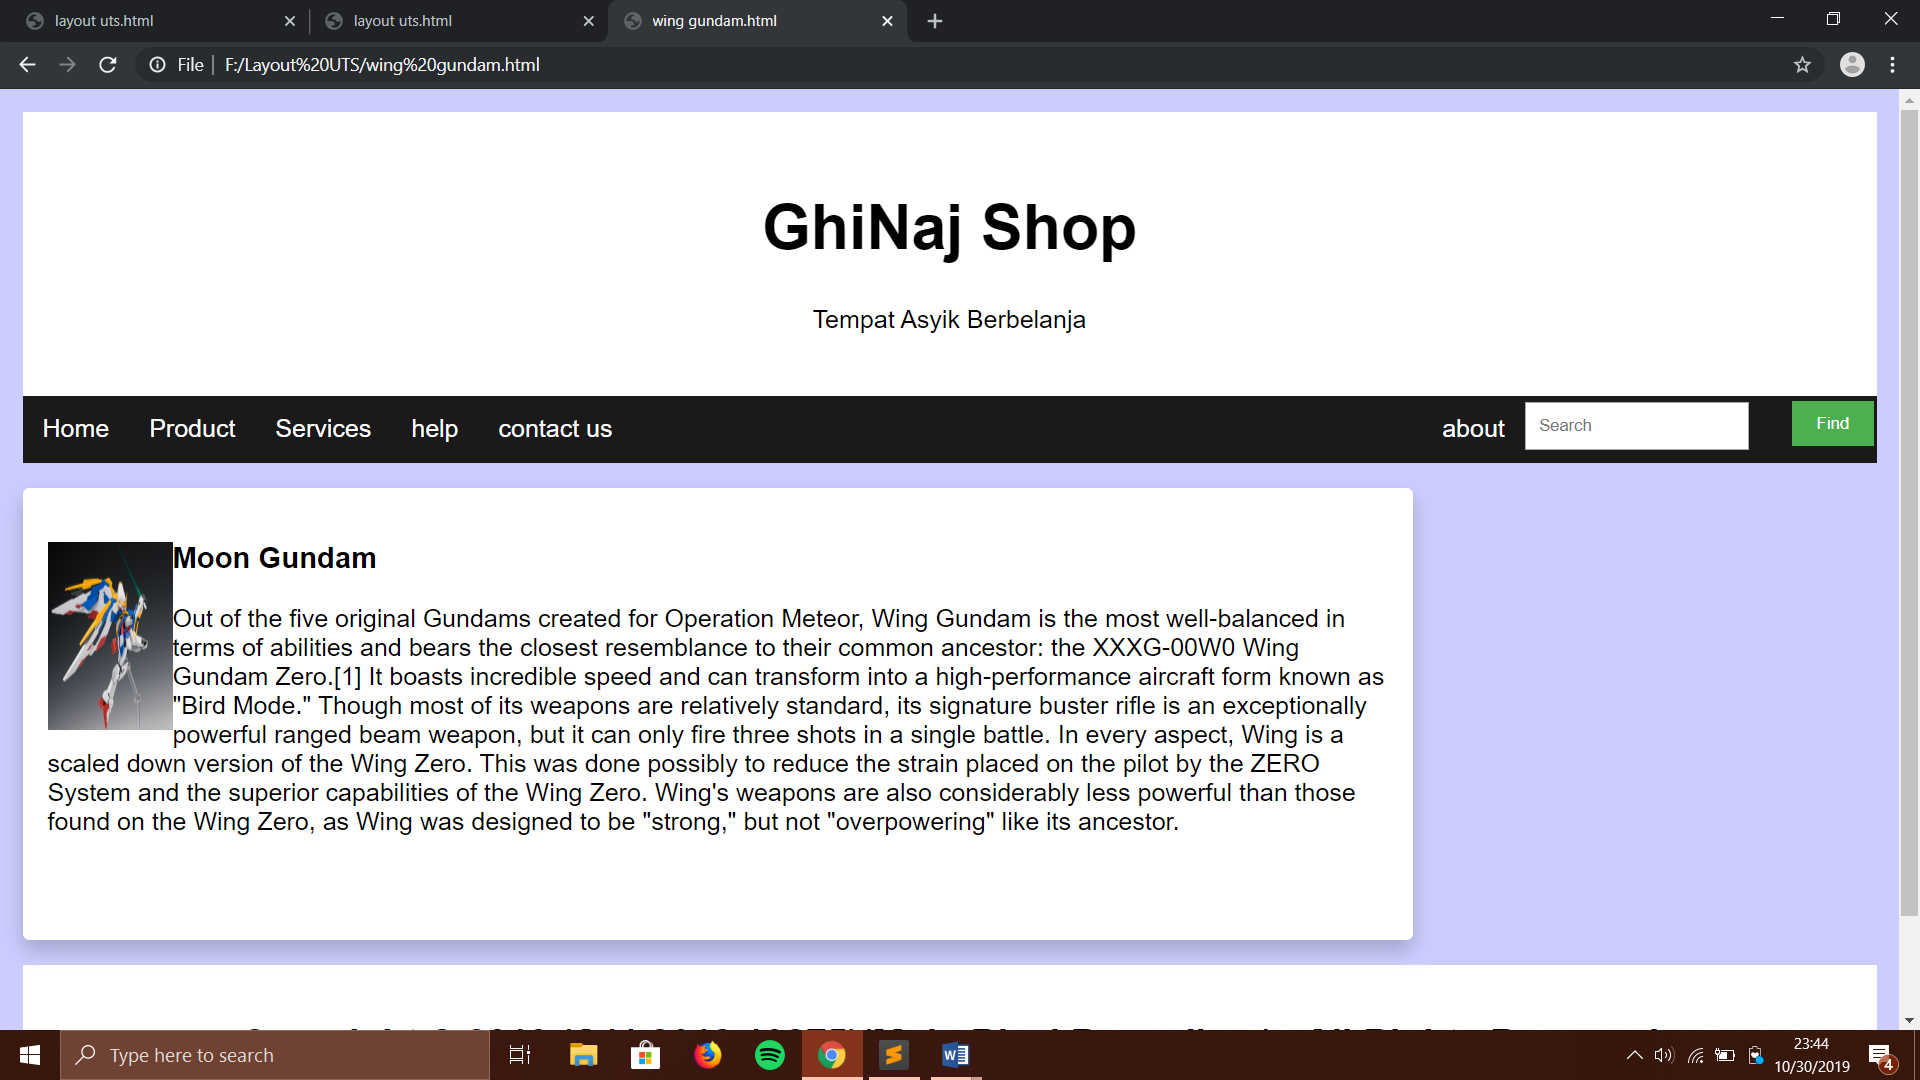 layout uts.html
layout uts.html
wing gundam.html
File F:/Layout%20UTS/wing%20gundam.html
GhiNaj Shop
Tempat Asyik Berbelanja
Home Product Services help contact us about Search Find
Moon Gundam
Out of the five original Gundams created for Operation Meteor, Wing Gundam is the most well-balanced in
terms of abilities and bears the closest resemblance to their common ancestor: the XXXG-00W0 Wing
Gundam Zero.[1] It boasts incredible speed and can transform into a high-performance aircraft form known as
"Bird Mode." Though most of its weapons are relatively standard, its signature buster rifle is an exceptionally
powerful ranged beam weapon, but it can only fire three shots in a single battle. In every aspect, Wing is a
scaled down version of the Wing Zero. This was done possibly to reduce the strain placed on the pilot by the ZERO
System and the superior capabilities of the Wing Zero. Wing's weapons are also considerably less powerful than those
found on the Wing Zero, as Wing was designed to be "strong," but not "overpowering" like its ancestor.
Type here to search
23:44
10/30/2019
4